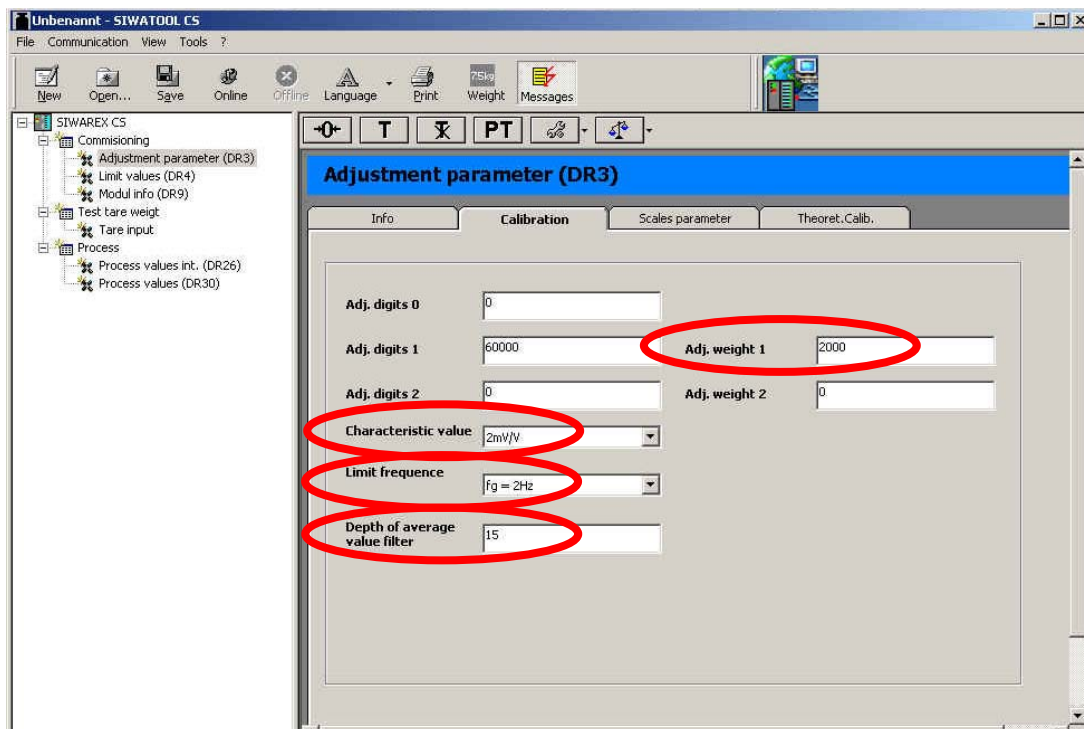 Unbenannt - SIWATOOL CS
File Communication View Tools ?
New Open... Save Online Offline Language Print 75kg Weight Messages
SIWAREX CS
Commisioning
Adjustment parameter (DR3)
Limit values (DR4)
Modul info (DR9)
Test tare weigt
Tare input
Process
Process values int. (DR26)
Process values (DR30)
→0← T T PT
Adjustment parameter (DR3)
Info Calibration Scales parameter Theoret.Calib.
Adj. digits 0 0
Adj. digits 1 60000 Adj. weight 1 2000
Adj. digits 2 0 Adj. weight 2 0
Characteristic value 2mV/V
Limit frequence fg = 2Hz
Depth of average
value filter 15